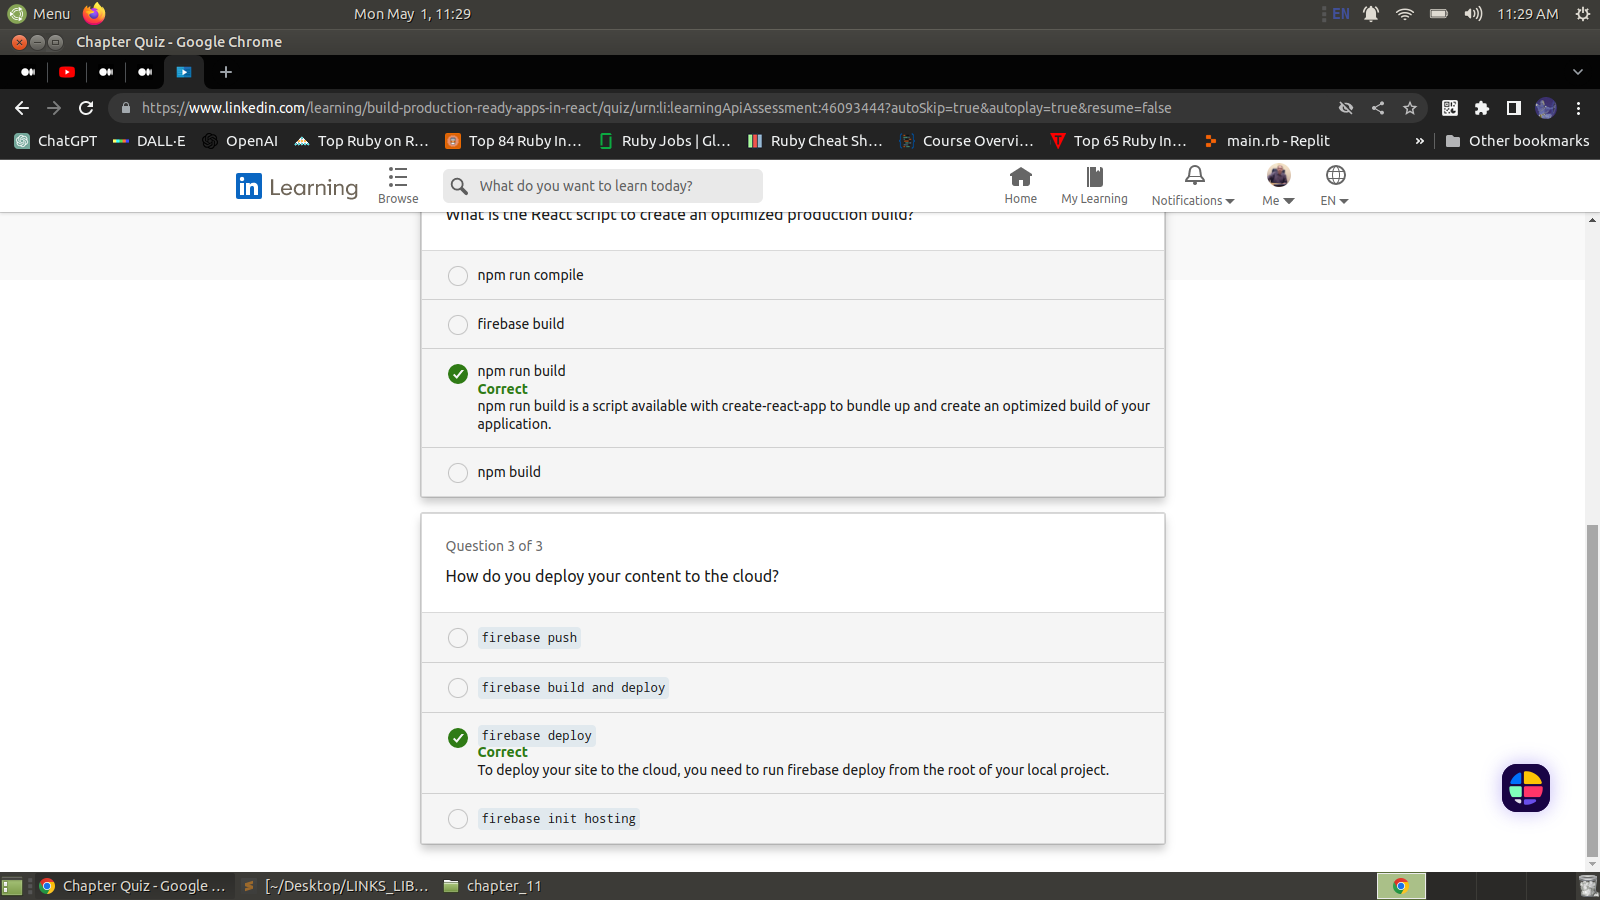 Menu
Mon May 1, 11:29
EN
11:29 AM
Chapter Quiz - Google Chrome
https://www.linkedin.com/learning/build-production-ready-apps-in-react/quiz/urn:li:learningApiAssessment:46093444?autoSkip=true&autoplay=true&resume=false
ChatGPT
DALL·E
OpenAI
Top Ruby on R...
Top 84 Ruby In...
Ruby Jobs | Gl...
Ruby Cheat Sh...
Course Overvi...
Top 65 Ruby In...
main.rb - Replit
»
Other bookmarks
in Learning
Browse
What do you want to learn today?
Home
My Learning
Notifications
Me
EN
What is the React script to create an optimized production build?
npm run compile
firebase build
npm run build
Correct
npm run build is a script available with create-react-app to bundle up and create an optimized build of your
application.
npm build
Question 3 of 3
How do you deploy your content to the cloud?
firebase push
firebase build and deploy
firebase deploy
Correct
To deploy your site to the cloud, you need to run firebase deploy from the root of your local project.
firebase init hosting
Chapter Quiz - Google ...
[~/Desktop/LINKS_LIB...
chapter_11